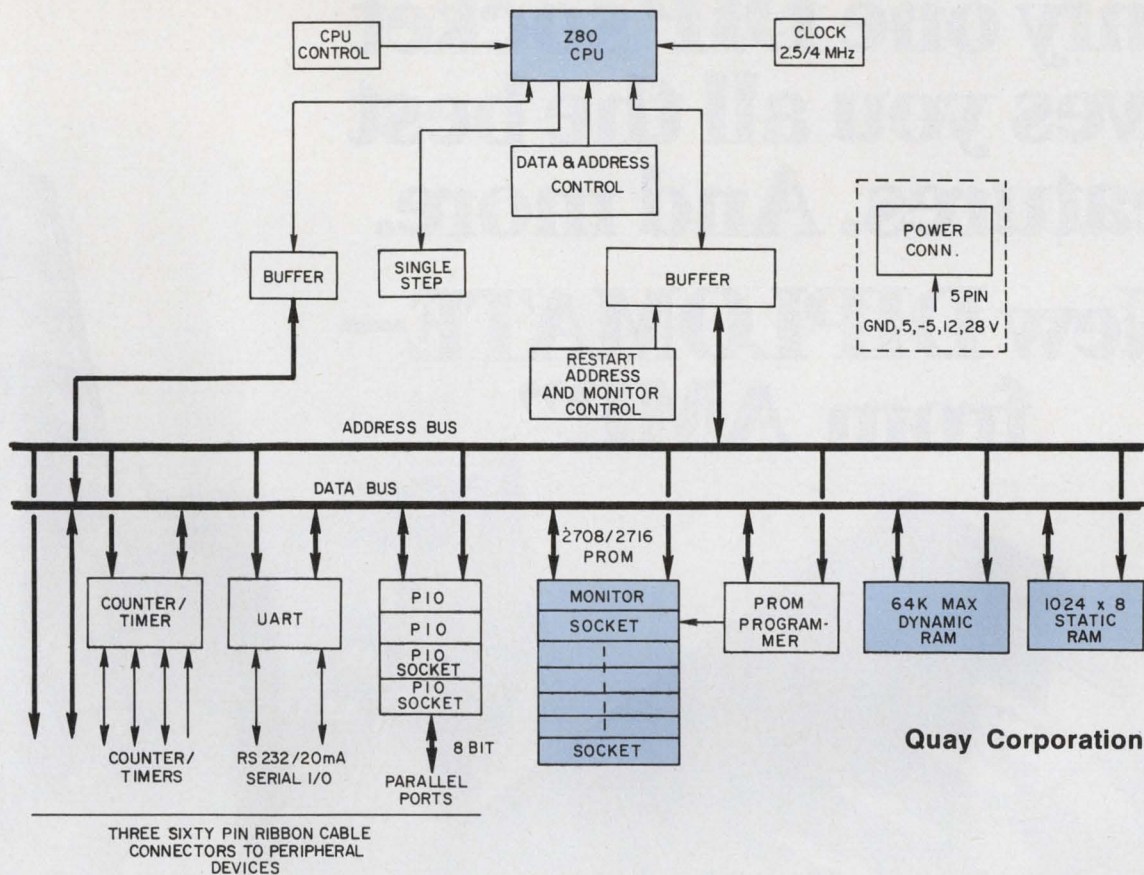 CPU
CONTROL
Z80
CPU
CLOCK
2.5/4 MHz
DATA & ADDRESS
CONTROL
BUFFER
SINGLE
STEP
BUFFER
POWER
CONN.
5 PIN
GND,5,-5,12,28 V
RESTART
ADDRESS
AND MONITOR
CONTROL
ADDRESS BUS
DATA BUS
2708/2716
PROM
COUNTER/
TIMER
UART
PIO
PIO
PIO
SOCKET
PIO
SOCKET
MONITOR
SOCKET
SOCKET
PROM
PROGRAM-
MER
64K MAX
DYNAMIC
RAM
1024 x 8
STATIC
RAM
COUNTER/
TIMERS
RS 232/20mA
SERIAL I/O
8 BIT
PARALLEL
PORTS
Quay Corporation
THREE SIXTY PIN RIBBON CABLE
CONNECTORS TO PERIPHERAL
DEVICES